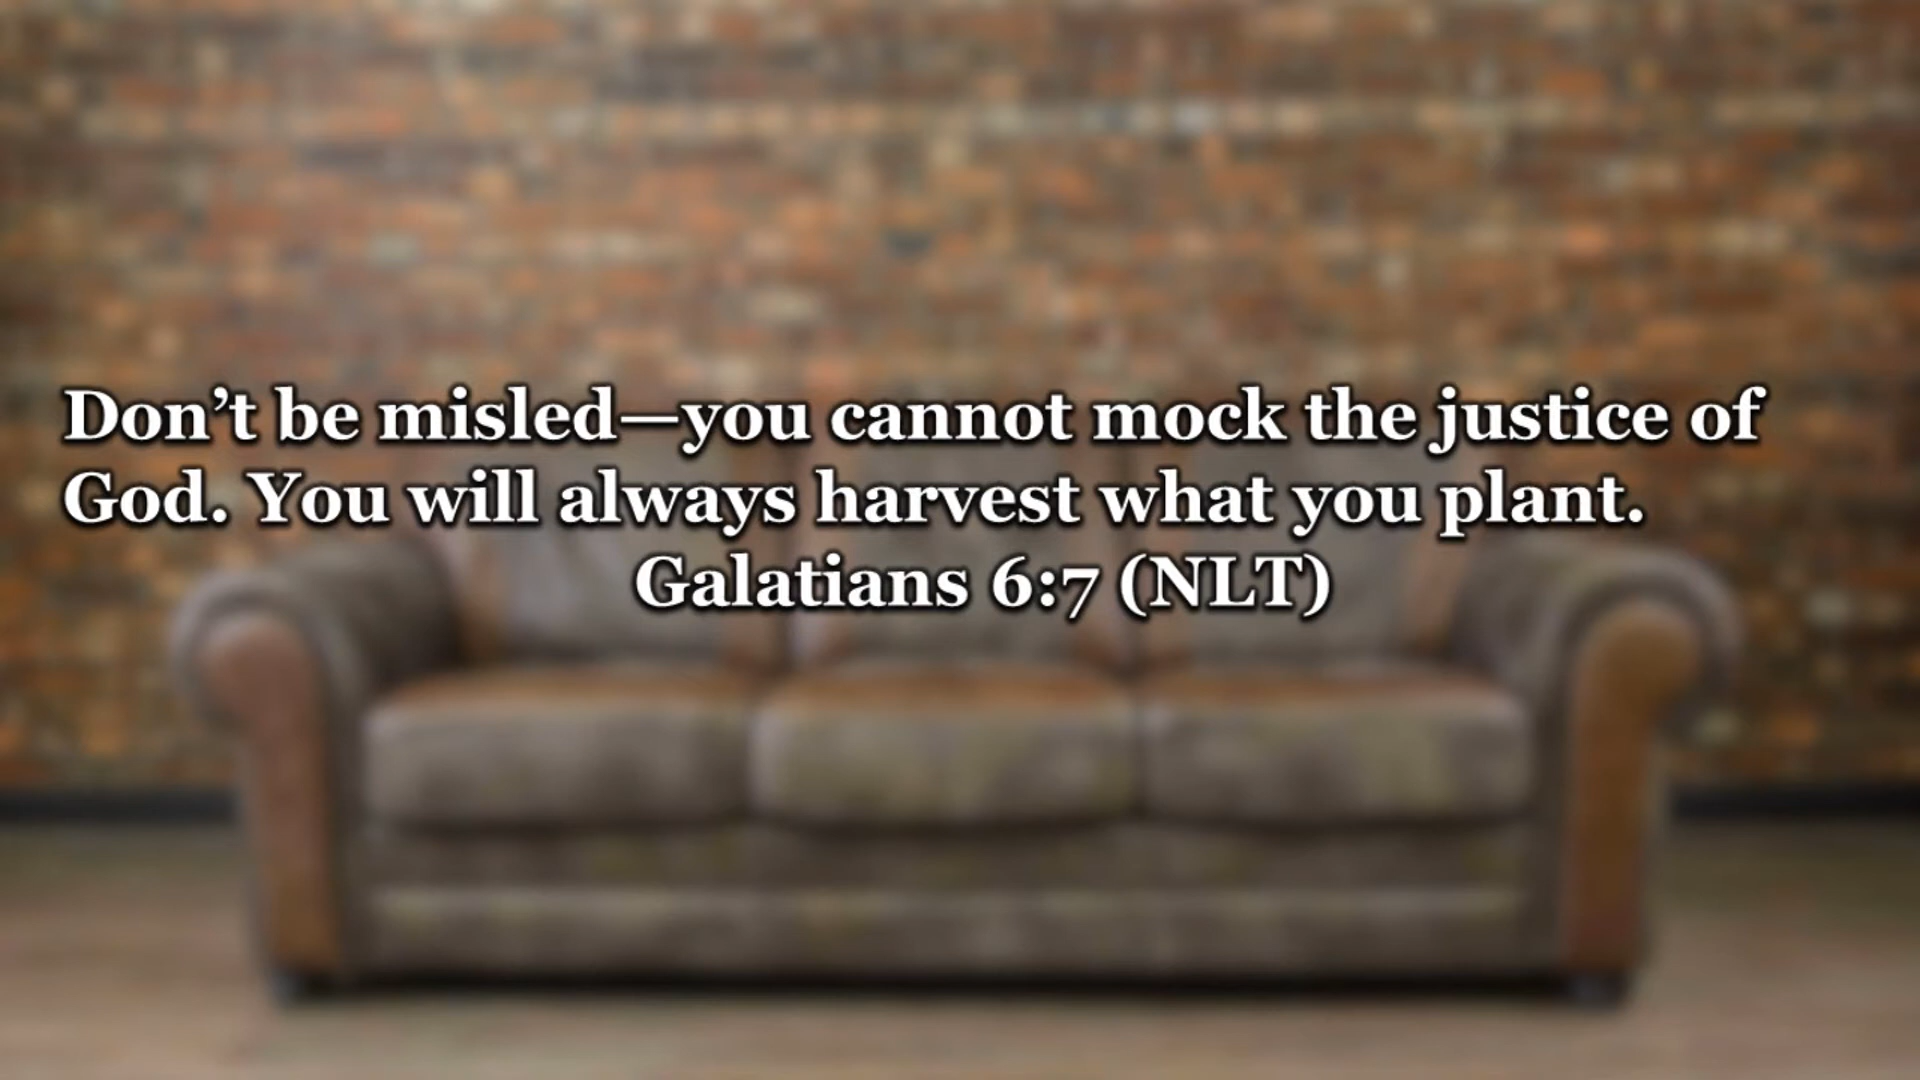 Don’t be misled—you cannot mock the justice of
God. You will always harvest what you plant.
Galatians 6:7 (NLT)